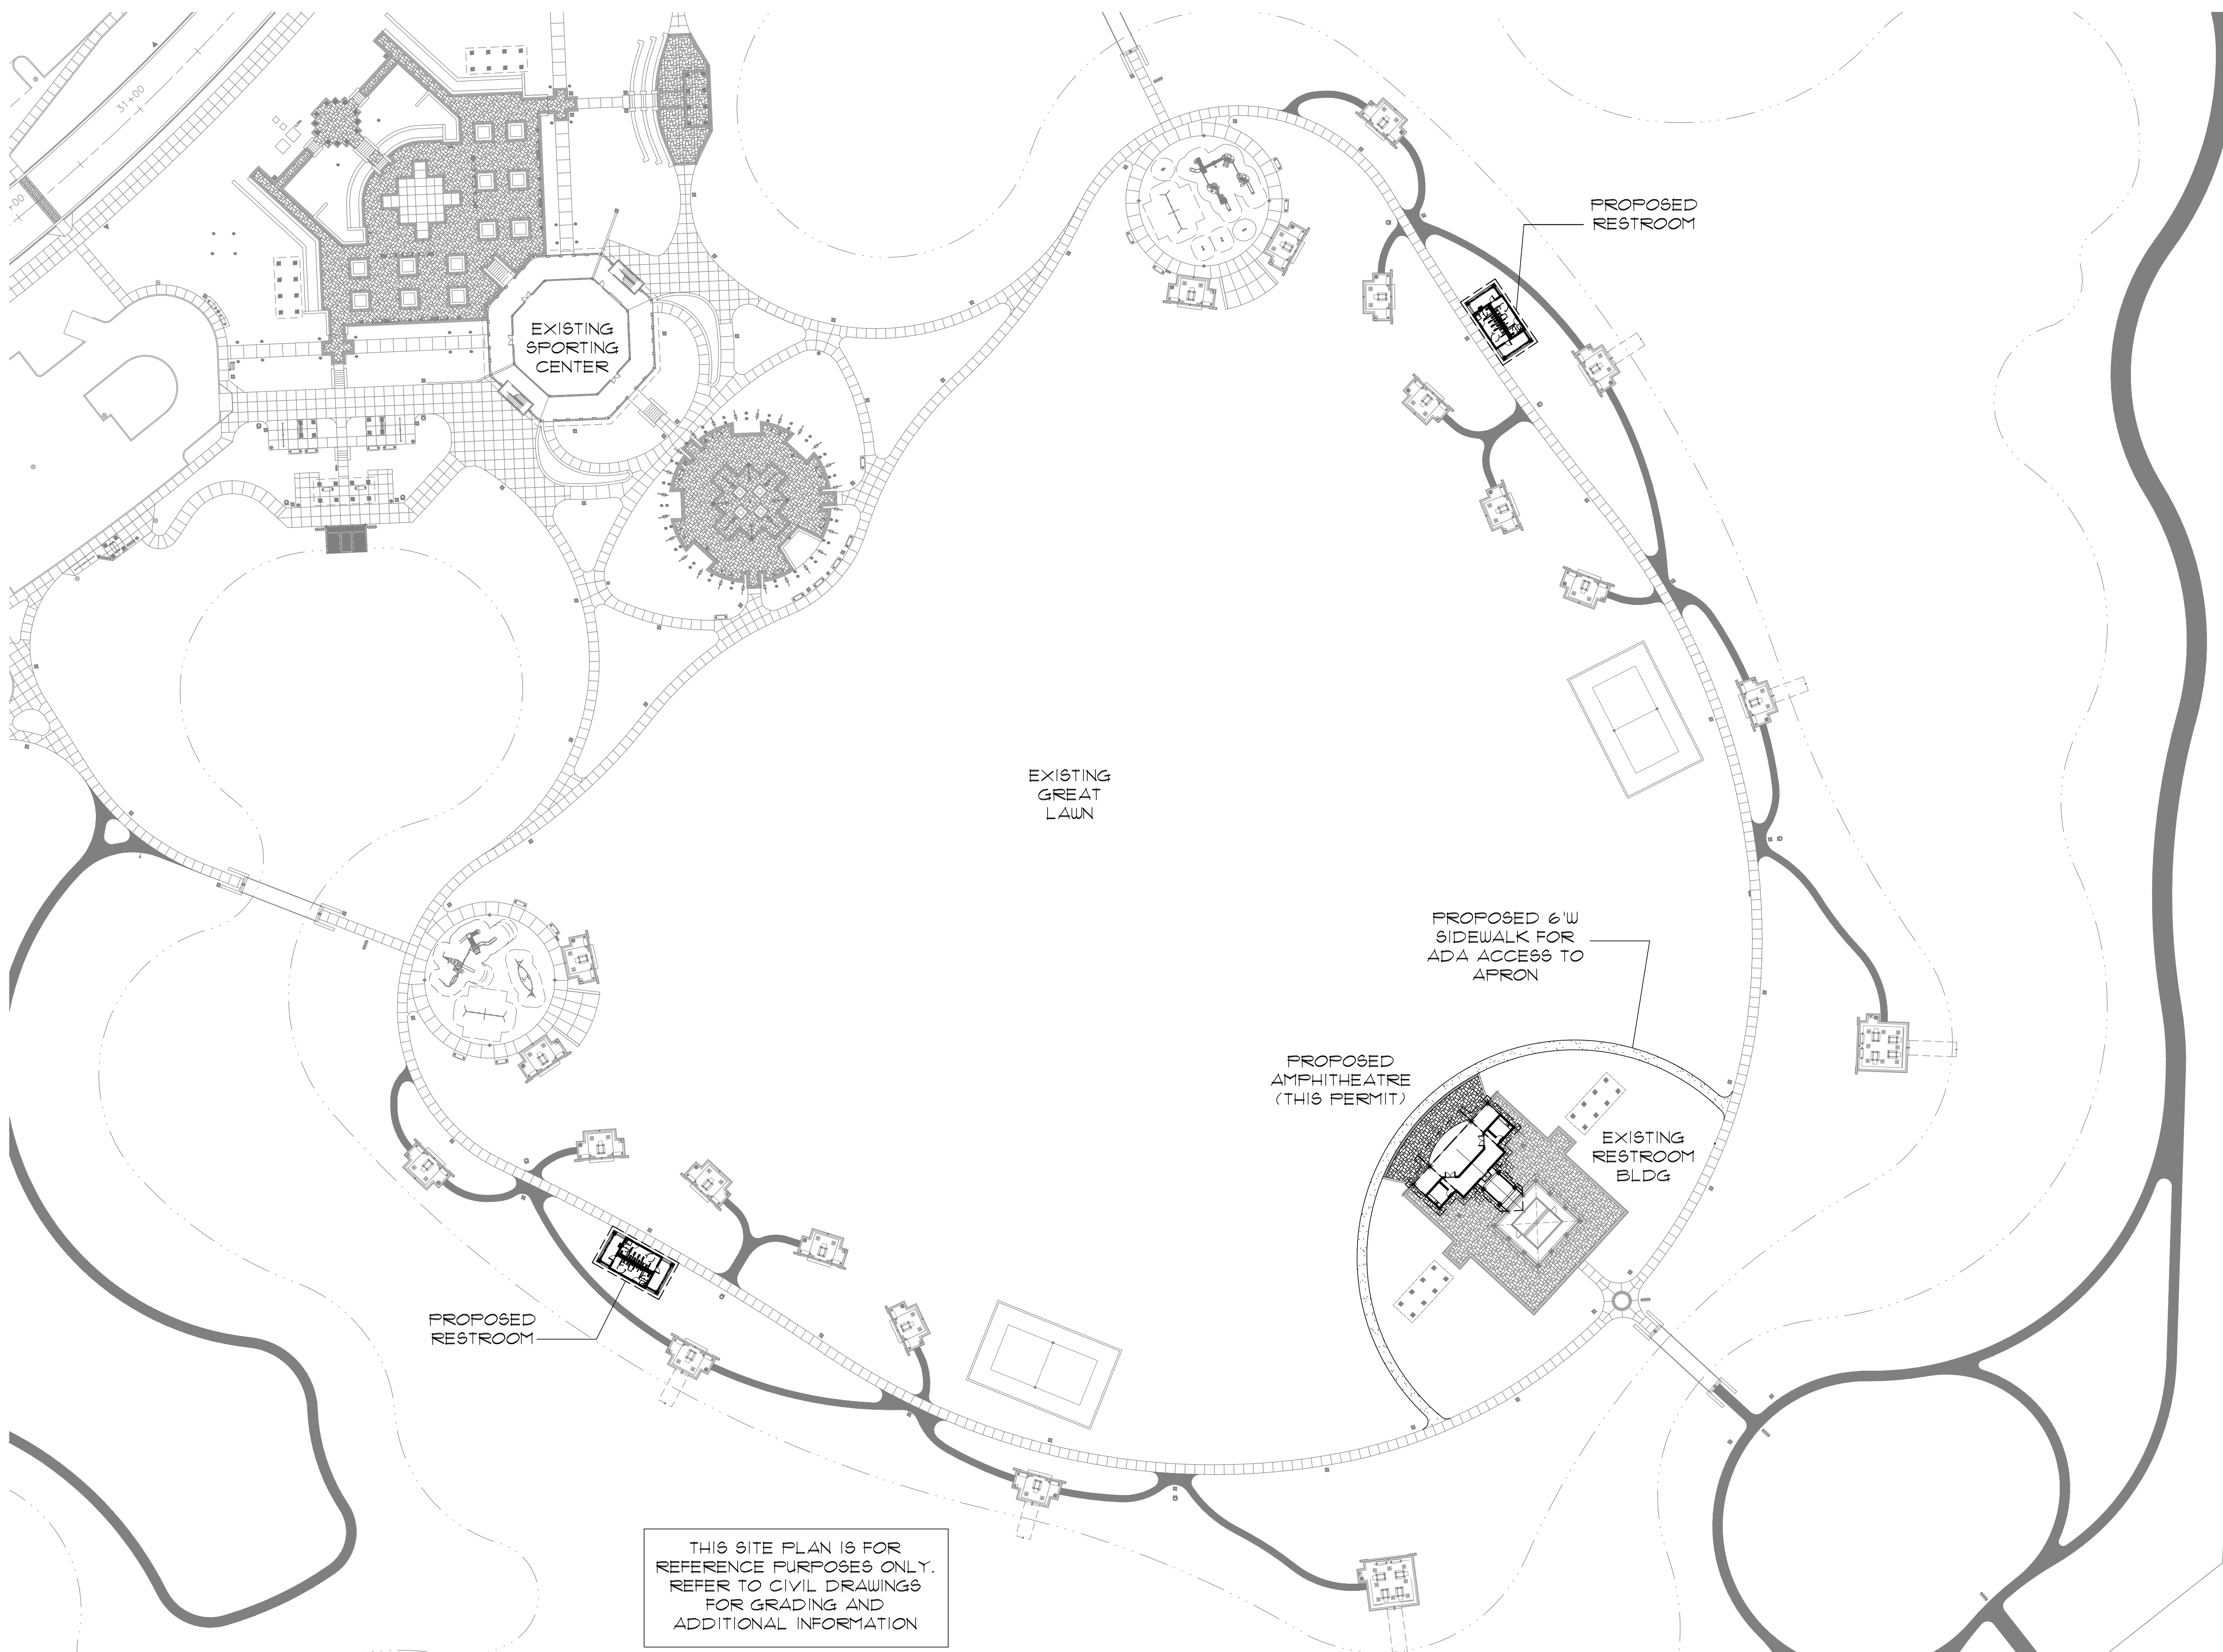 31+00
+00
PROPOSED
RESTROOM
EXISTING
SPORTING
CENTER
EXISTING
GREAT
LAWN
PROPOSED 6'W
SIDEWALK FOR
ADA ACCESS TO
APRON
PROPOSED
AMPHITHEATRE
(THIS PERMIT)
EXISTING
RESTROOM
BLDG
PROPOSED
RESTROOM
THIS SITE PLAN IS FOR
REFERENCE PURPOSES ONLY.
REFER TO CIVIL DRAWINGS
FOR GRADING AND
ADDITIONAL INFORMATION